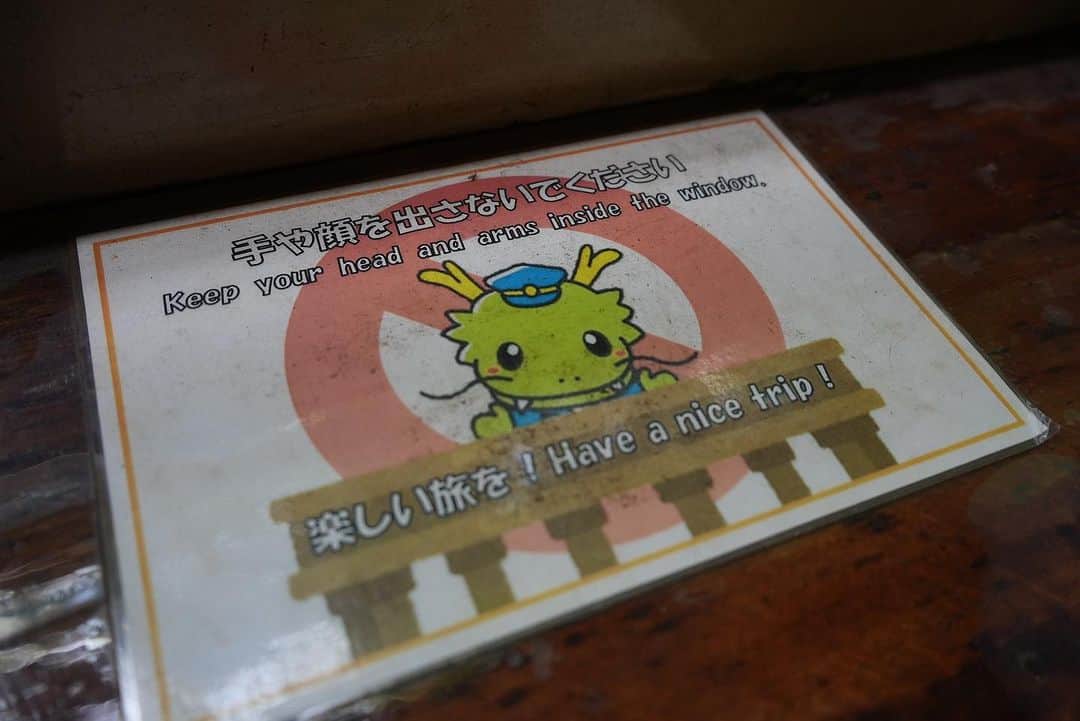 手や顔を出さないでください
Keep your head and arms inside the window.
楽しい旅を！Have a nice trip！